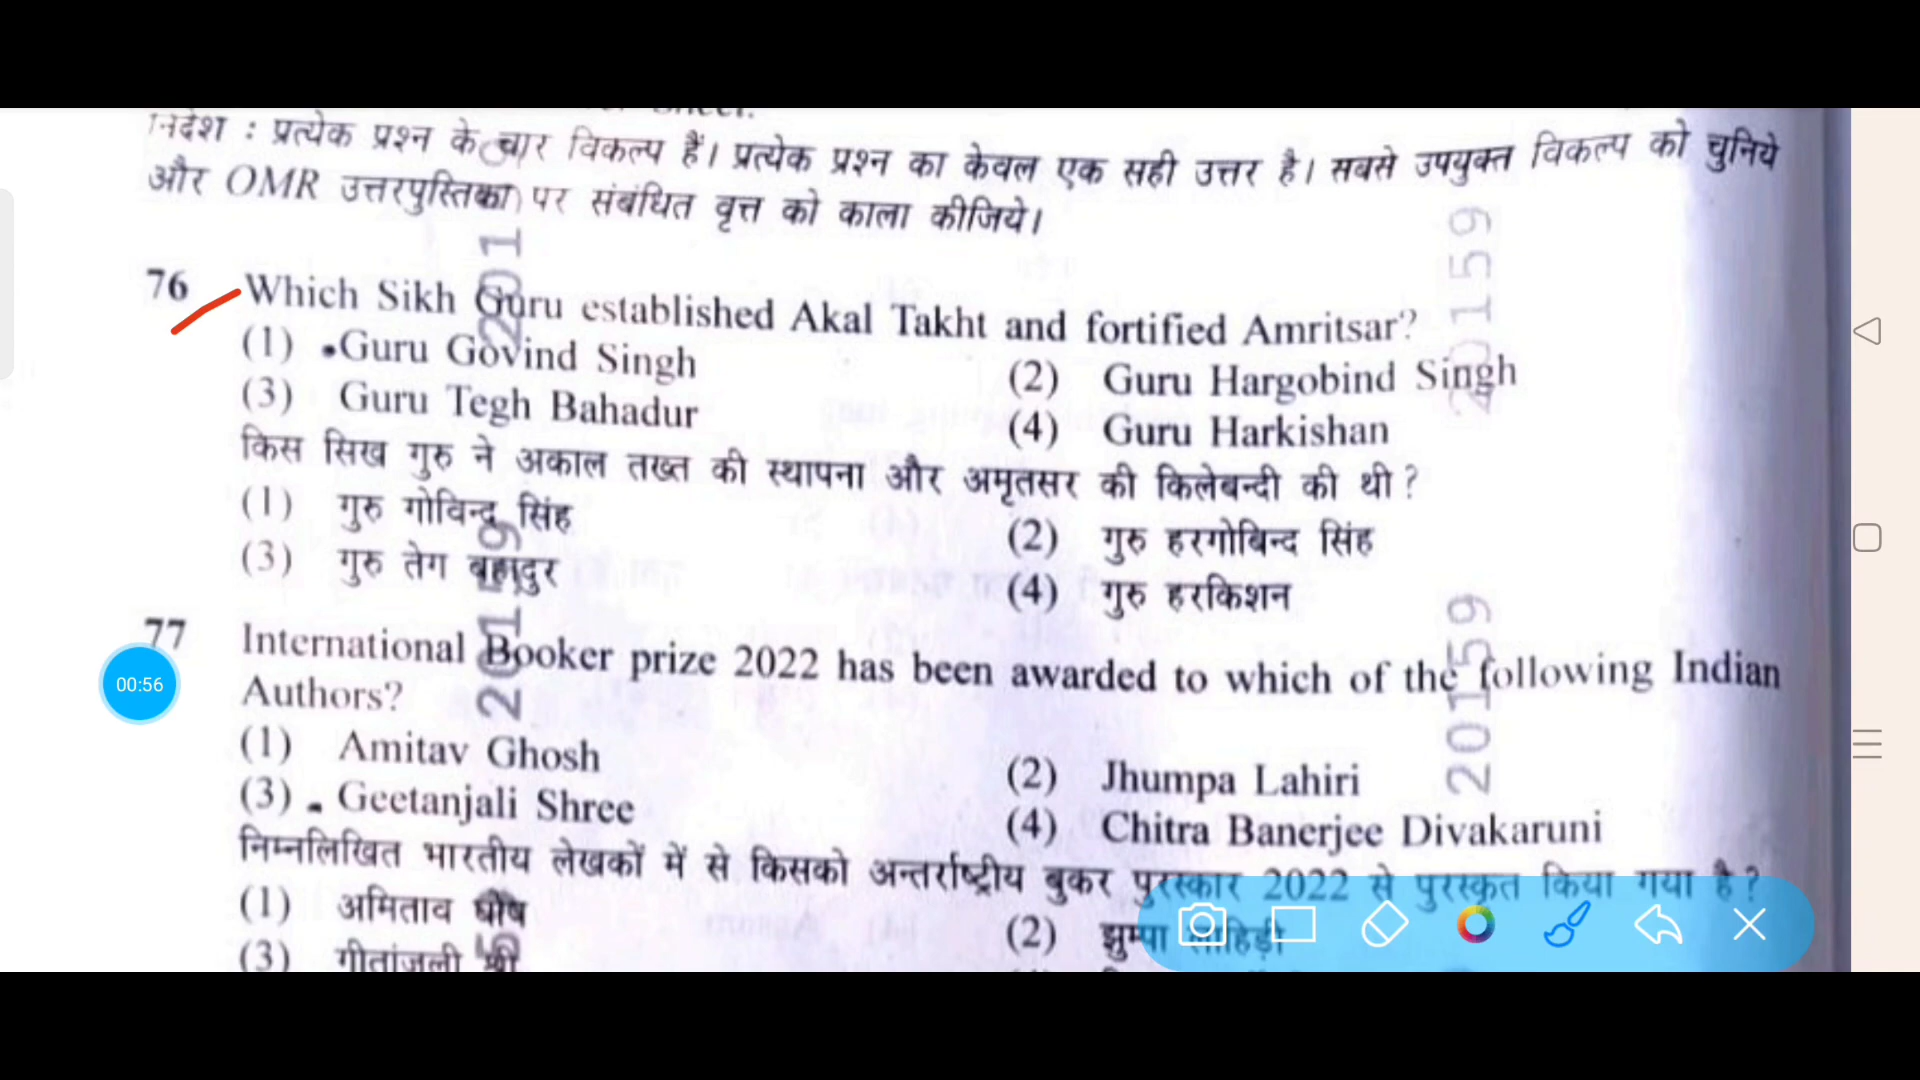 निर्देश : प्रत्येक प्रश्न के चार विकल्प हैं। प्रत्येक प्रश्न का केवल एक सही उत्तर है। सबसे उपयुक्त विकल्प को चुनिये
और OMR उत्तरपुस्तिका पर संबंधित वृत्त को काला कीजिये।
201
20159
76 Which Sikh Guru established Akal Takht and fortified Amritsar?
(1) Guru Govind Singh
(2) Guru Hargobind Singh
(3) Guru Tegh Bahadur
(4) Guru Harkishan
किस सिख गुरु ने अकाल तख्त की स्थापना और अमृतसर की किलेबन्दी की थी ?
(1) गुरु गोविन्द सिंह
(2) गुरु हरगोबिन्द सिंह
(3) गुरु तेग बहादुर
(4) गुरु हरकिशन
20159
20159
77 International Booker prize 2022 has been awarded to which of the following Indian
Authors?
00:56
(1) Amitav Ghosh
(2) Jhumpa Lahiri
(3) Geetanjali Shree
(4) Chitra Banerjee Divakaruni
निम्नलिखित भारतीय लेखकों में से किसको अन्तर्राष्ट्रीय बुकर पुरस्कार 2022 से पुरस्कृत किया गया है ?
(1) अमिताव घोष
(2) झुम्पा लाहिड़ी
(3) गीतांजली श्री